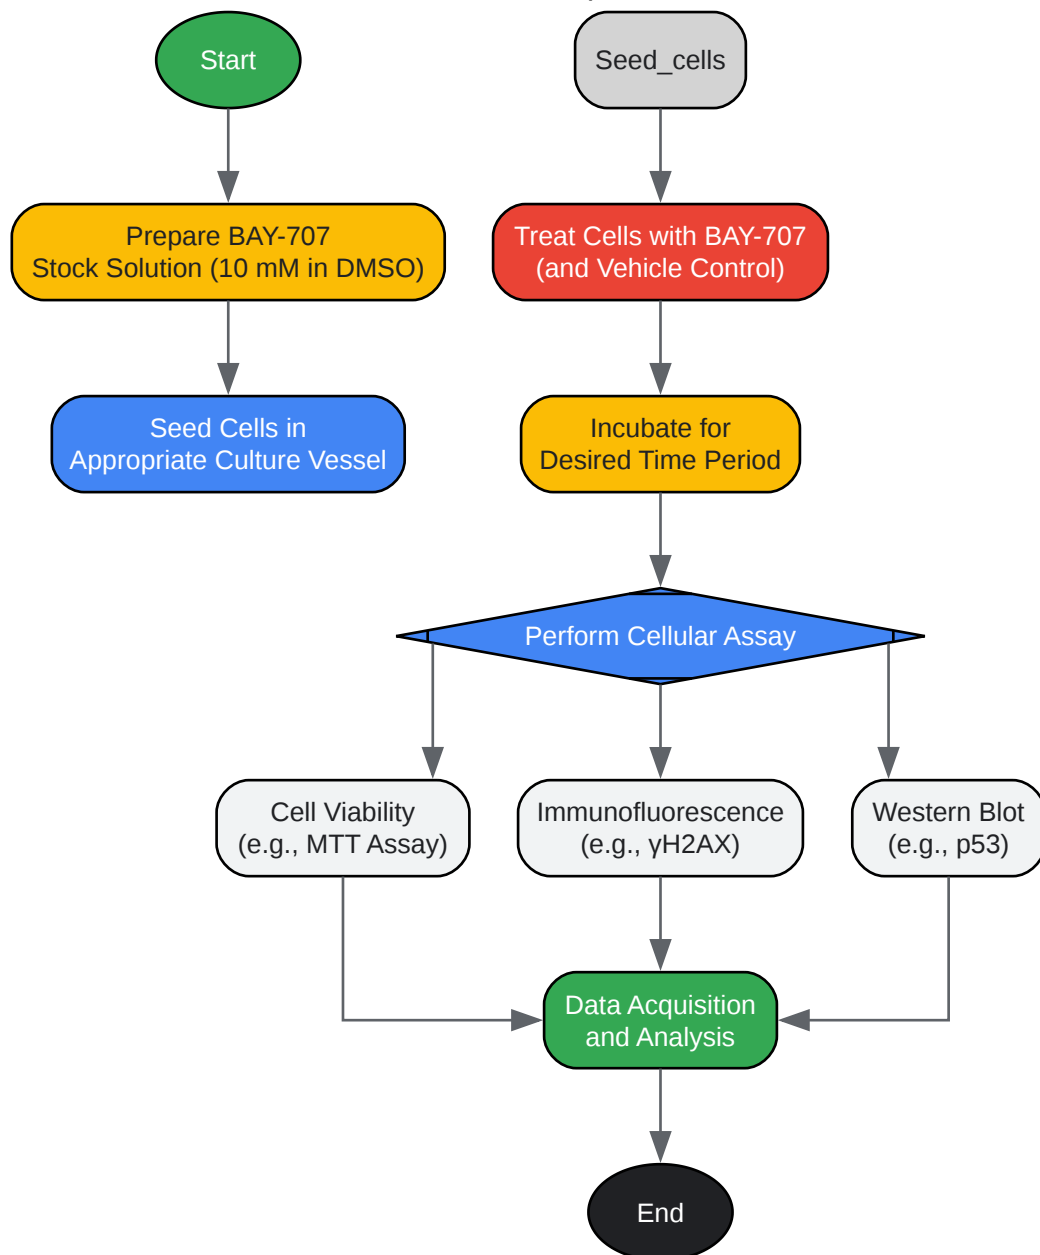 Start
Seed_cells
Prepare BAY-707
Stock Solution (10 mM in DMSO)
Treat Cells with BAY-707
(and Vehicle Control)
Seed Cells in
Appropriate Culture Vessel
Incubate for
Desired Time Period
Perform Cellular Assay
Cell Viability
(e.g., MTT Assay)
Immunofluorescence
(e.g., γH2AX)
Western Blot
(e.g., p53)
Data Acquisition
and Analysis
End